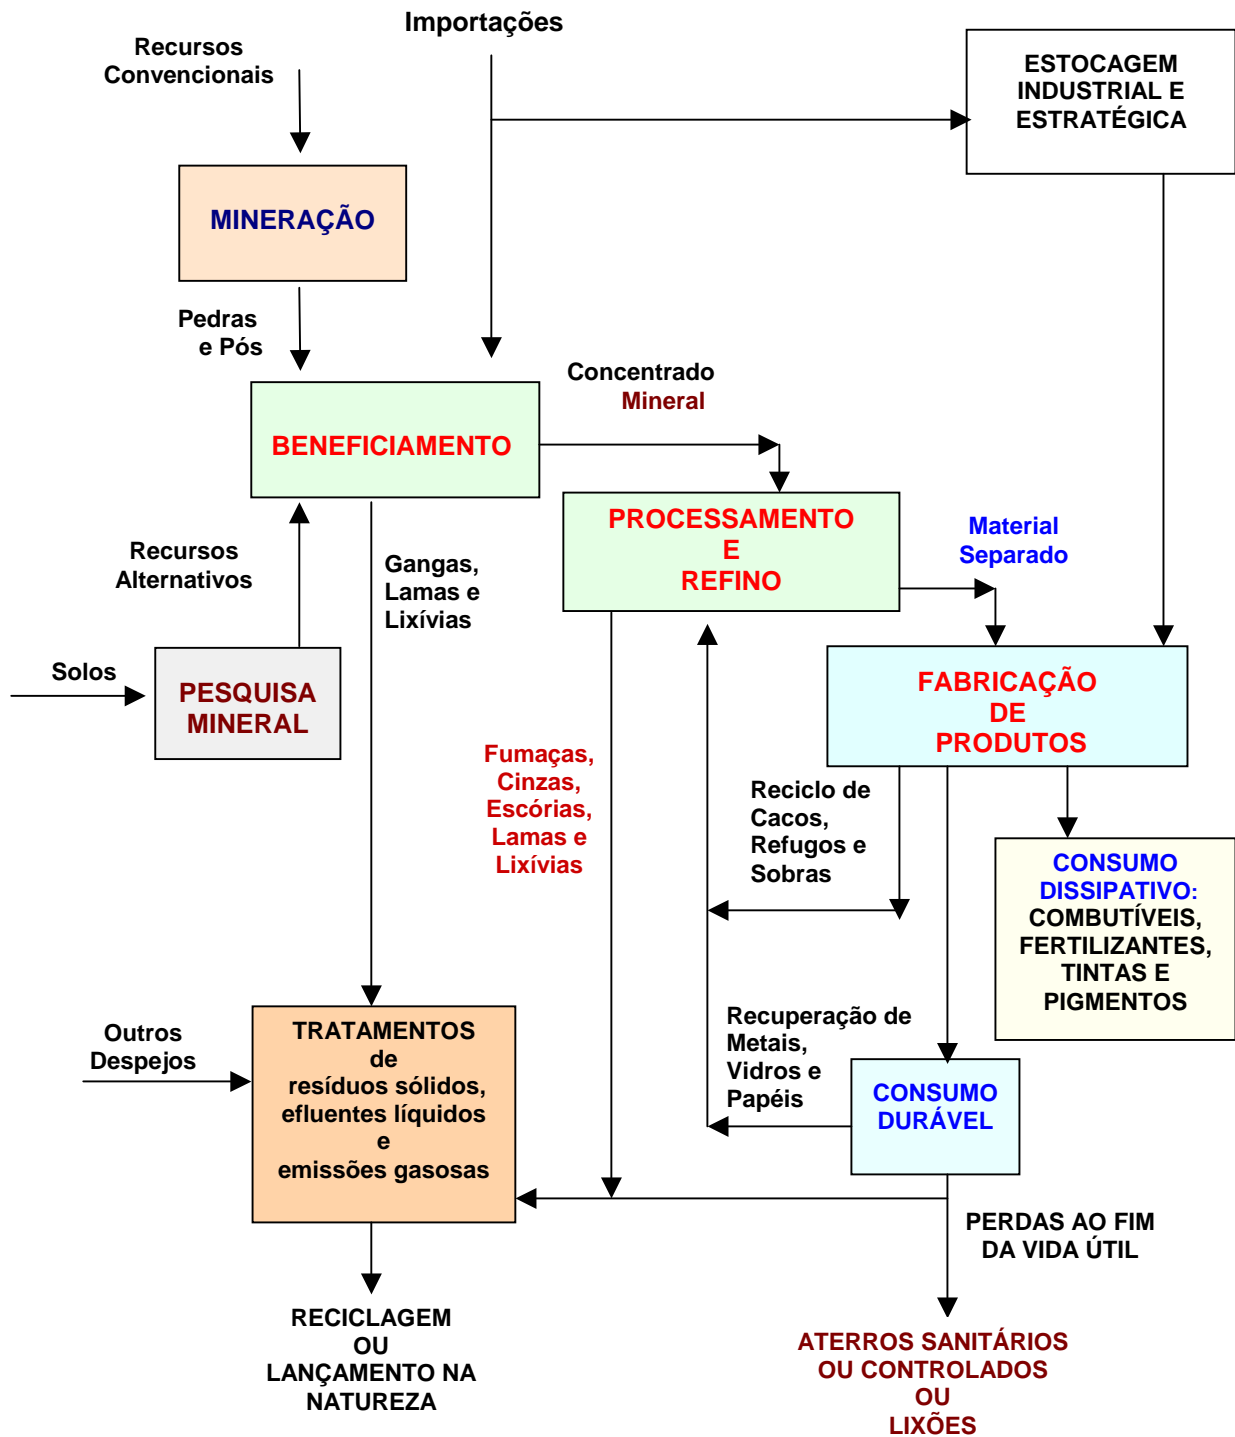 Importações
Recursos
Convencionais
ESTOCAGEM
INDUSTRIAL E
ESTRATÉGICA
MINERAÇÃO
Pedras
e Pós
Concentrado
Mineral
BENEFICIAMENTO
PROCESSAMENTO
E
REFINO
Material
Separado
Recursos
Alternativos
Gangas,
Lamas e
Lixívias
Solos
PESQUISA
MINERAL
FABRICAÇÃO
DE
PRODUTOS
Fumaças,
Cinzas,
Escórias,
Lamas e
Lixívias
Reciclo de
Cacos,
Refugos e
Sobras
CONSUMO
DISSIPATIVO:
COMBUTÍVEIS,
FERTILIZANTES,
TINTAS E
PIGMENTOS
Outros
Despejos
TRATAMENTOS
de
resíduos sólidos,
efluentes líquidos
e
emissões gasosas
Recuperação de
Metais,
Vidros e
Papéis
CONSUMO
DURÁVEL
PERDAS AO FIM
DA VIDA ÚTIL
RECICLAGEM
OU
LANÇAMENTO NA
NATUREZA
ATERROS SANITÁRIOS
OU CONTROLADOS
OU
LIXÕES